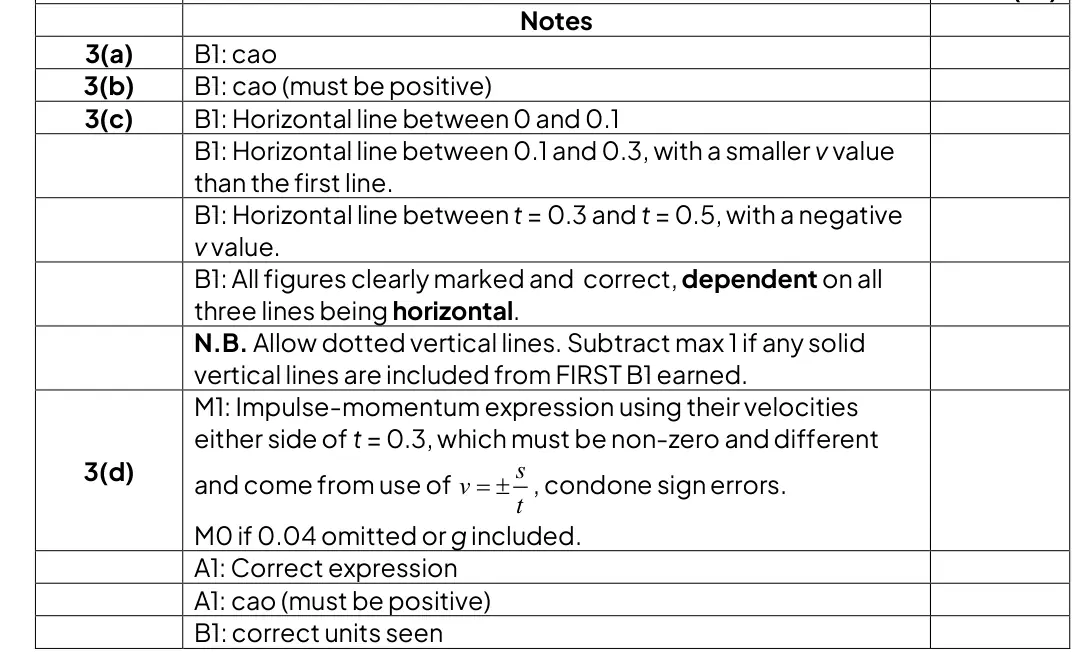 Notes
3(a) B1: cao
3(b) B1: cao (must be positive)
3(c) B1: Horizontal line between 0 and 0.1
B1: Horizontal line between 0.1 and 0.3, with a smaller v value
than the first line.
B1: Horizontal line between t = 0.3 and t = 0.5, with a negative
v value.
B1: All figures clearly marked and correct, dependent on all
three lines being horizontal.
N.B. Allow dotted vertical lines. Subtract max 1 if any solid
vertical lines are included from FIRST B1 earned.
3(d)
M1: Impulse-momentum expression using their velocities
either side of t = 0.3, which must be non-zero and different
and come from use of v = ± s/t, condone sign errors.
M0 if 0.04 omitted or g included.
A1: Correct expression
A1: cao (must be positive)
B1: correct units seen